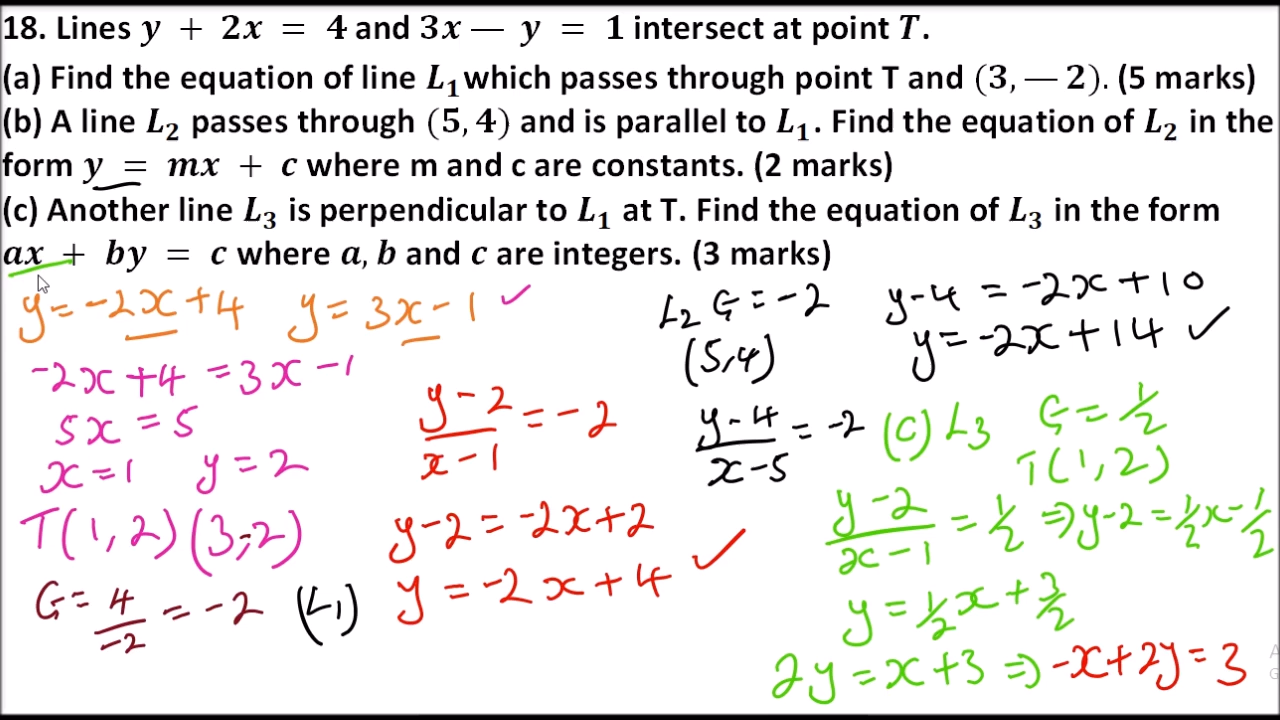 18. Lines y + 2x = 4 and 3x — y = 1 intersect at point T.
(a) Find the equation of line L₁ which passes through point T and (3, — 2). (5 marks)
(b) A line L₂ passes through (5, 4) and is parallel to L₁. Find the equation of L₂ in the
form y = mx + c where m and c are constants. (2 marks)
(c) Another line L₃ is perpendicular to L₁ at T. Find the equation of L₃ in the form
ax + by = c where a, b and c are integers. (3 marks)
y = -2x + 4 y = 3x - 1 ✓
-2x + 4 = 3x - 1
5x = 5
x = 1 y = 2
T(1, 2) (3, -2)
G = 4/-2 = -2 (L1)
y-2/x-1 = -2
y-2 = -2x+2
y = -2x + 4 ✓
L2 G = -2
(5,4)
y-4/x-5 = -2
y-4 = -2x+10
y = -2x+14 ✓
(C) L3 G = 1/2
T(1, 2)
y-2/x-1 = 1/2 ⇒ y-2 = 1/2x - 1/2
y = 1/2x + 3/2
2y = x+3 ⇒ -x+2y = 3